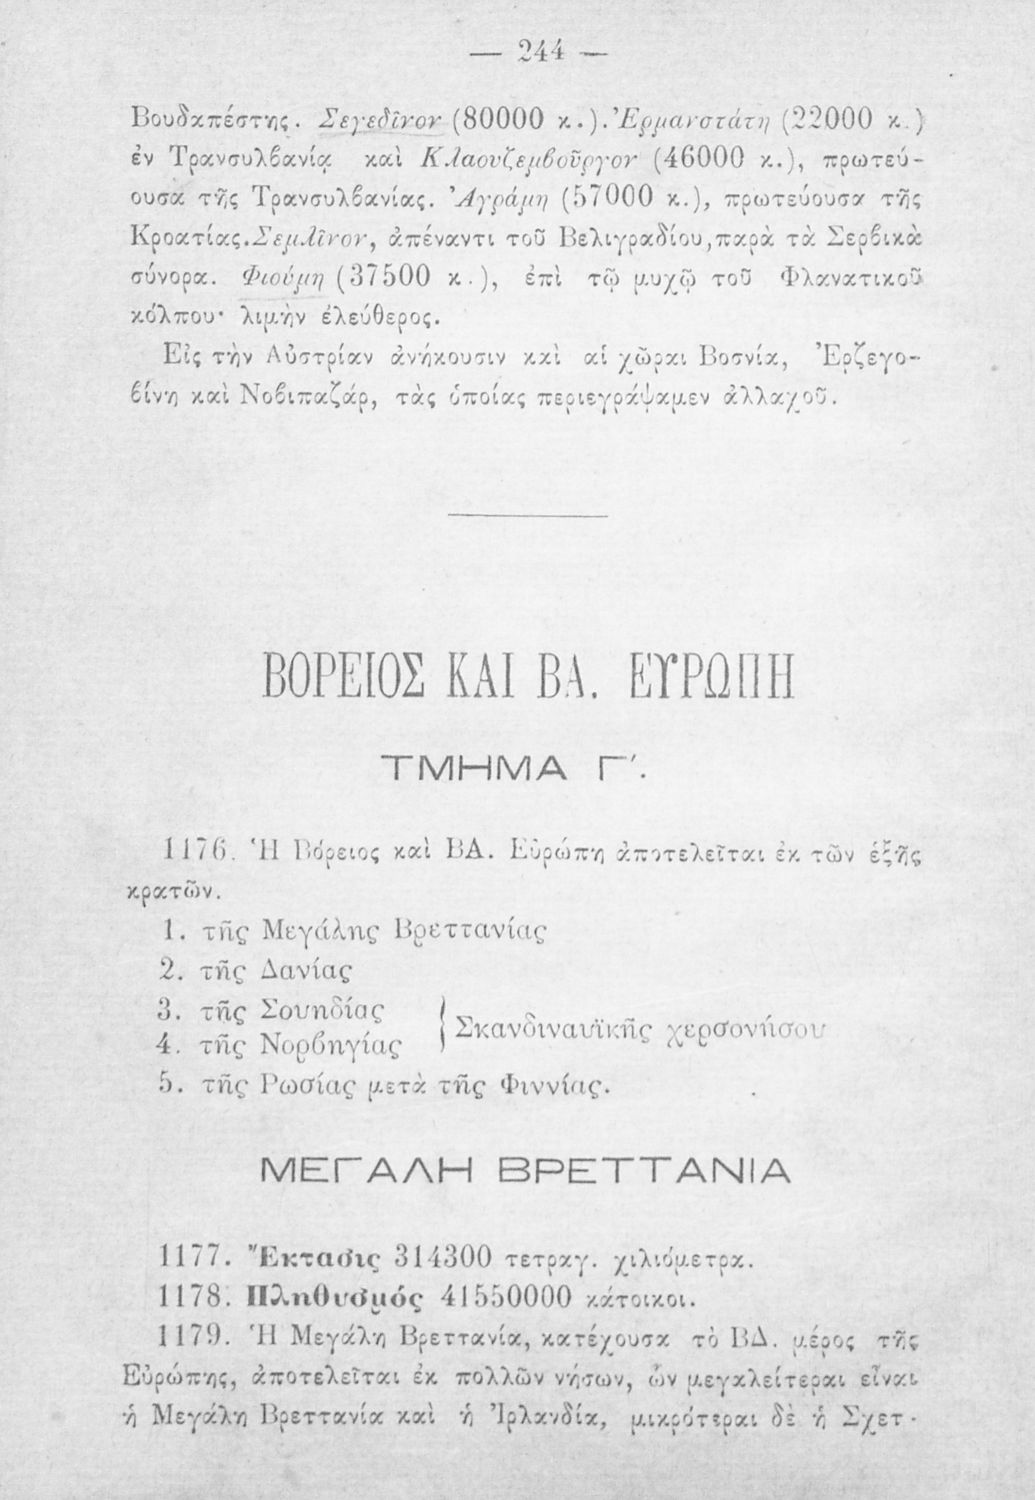 — 244 —
Βουδαπέστης. Σεγεδῖνον (80000 κ.). Ἑρμανστάτη (22000 κ.)
ἐν Τρανσυλβανίᾳ καὶ Κλαουζεμβοῦργον (46000 κ.), πρωτεύ-
ουσα τῆς Τρανσυλβανίας. Ἀγράμη (57000 κ.), πρωτεύουσα τῆς
Κροατίας. Σεμλῖνον, ἀπέναντι τοῦ Βελιγραδίου, παρὰ τὰ Σερβικὰ
σύνορα. Φιούμη (37500 κ.), ἐπὶ τῷ μυχῷ τοῦ Φλανατικοῦ
κόλπου· λιμὴν ἐλεύθερος.
Εἰς τὴν Αὐστρίαν ἀνήκουσιν καὶ αἱ χῶραι Βοσνία, Ἐρζεγο-
βίνη καὶ Νοβιπαζάρ, τὰς ὁποίας περιεγράψαμεν ἀλλαχοῦ.
ΒΟΡΕΙΟΣ ΚΑΙ ΒΑ. ΕΥΡΩΠΗ
ΤΜΗΜΑ Γ΄.
1176. Ἡ Βόρειος καὶ ΒΑ. Εὐρώπη ἀποτελεῖται ἐκ τῶν ἑξῆς
κρατῶν.
1. τῆς Μεγάλης Βρεττανίας
2. τῆς Δανίας
3. τῆς Σουηδίας
4. τῆς Νορβηγίας
} Σκανδιναυϊκῆς χερσονήσου
5. τῆς Ρωσίας μετὰ τῆς Φιννίας.
ΜΕΓΑΛΗ ΒΡΕΤΤΑΝΙΑ
1177. Ἔκτασις 314300 τετραγ. χιλιόμετρα.
1178. Πληθυσμός 41550000 κάτοικοι.
1179. Ἡ Μεγάλη Βρεττανία, κατέχουσα τὸ ΒΔ. μέρος τῆς
Εὐρώπης, ἀποτελεῖται ἐκ πολλῶν νήσων, ὧν μεγαλείτεραι εἶναι
ἡ Μεγάλη Βρεττανία καὶ ἡ Ἰρλανδία, μικρότεραι δὲ ἡ Σχετ-